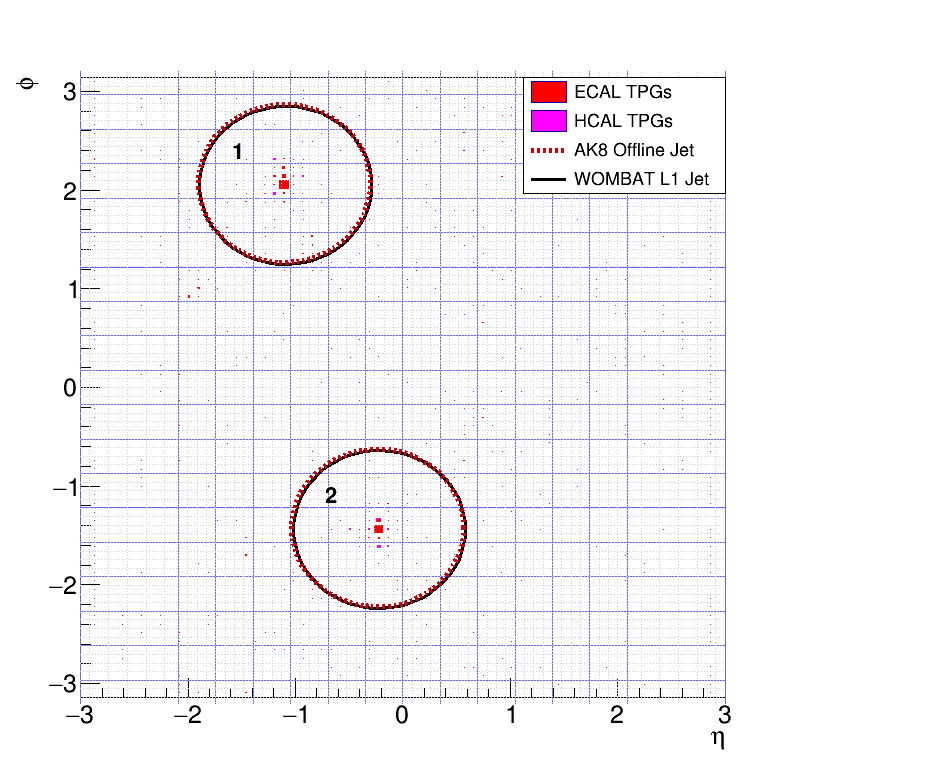 φ
3
2
1
0
−1
−2
−3
−3 −2 −1 0 1 2 3
η
ECAL TPGs
HCAL TPGs
AK8 Offline Jet
WOMBAT L1 Jet
1
2